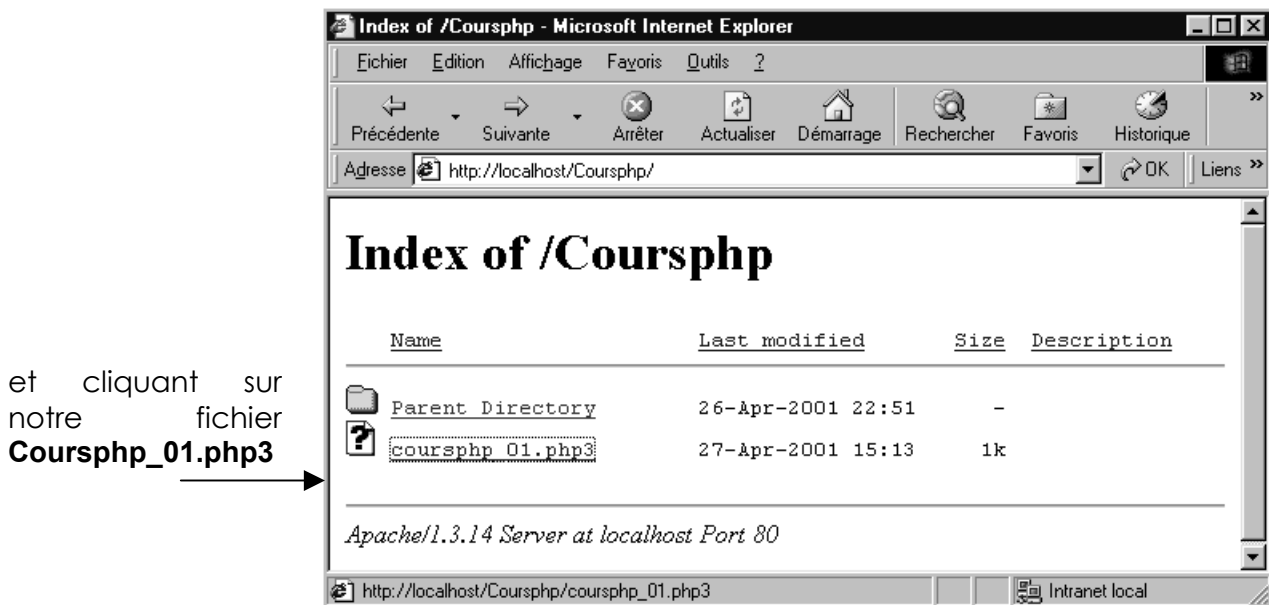 Index of /Coursphp - Microsoft Internet Explorer
Fichier Edition Affichage Favoris Outils ?
Précédente Suivante Arrêter Actualiser Démarrage Rechercher Favoris Historique »
Adresse http://localhost/Coursphp/ OK Liens »
Index of /Coursphp
Name Last modified Size Description
Parent Directory 26-Apr-2001 22:51 -
coursphp_01.php3 27-Apr-2001 15:13 1k
Apache/1.3.14 Server at localhost Port 80
http://localhost/Coursphp/coursphp_01.php3 Intranet local
et cliquant sur
notre fichier
Coursphp_01.php3